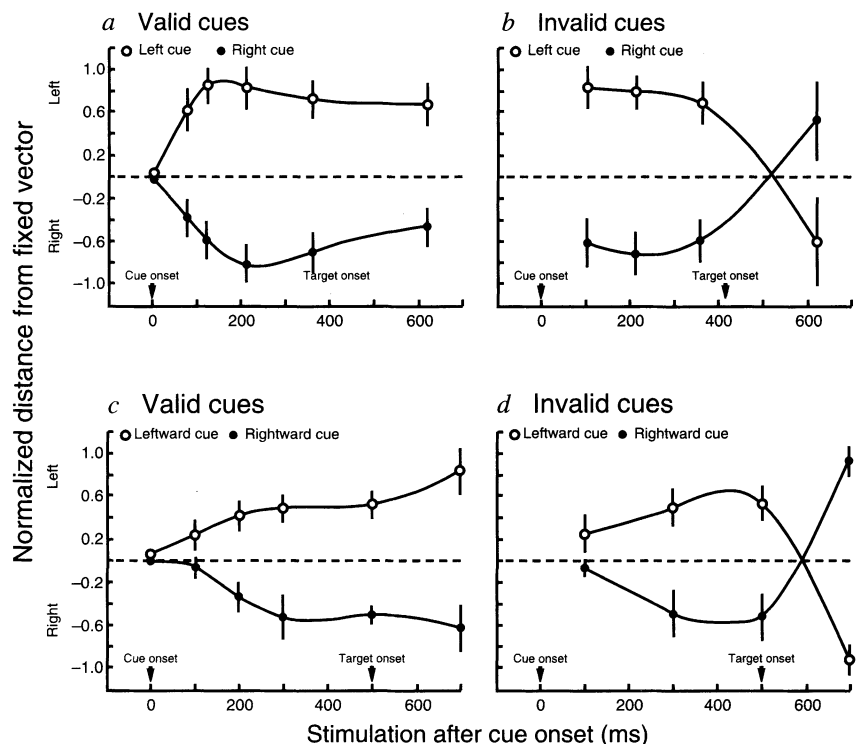 a Valid cues
Left cue Right cue
b Invalid cues
Left cue Right cue
Normalized distance from fixed vector
Left
Right
1.0
0.6
0.2
−0.2
−0.6
−1.0
Cue onset
Target onset
0 200 400 600
Cue onset
Target onset
0 200 400 600
c Valid cues
Leftward cue Rightward cue
d Invalid cues
Leftward cue Rightward cue
Left
Right
1.0
0.6
0.2
−0.2
−0.6
−1.0
Cue onset
Target onset
0 200 400 600
Cue onset
Target onset
0 200 400 600
Stimulation after cue onset (ms)